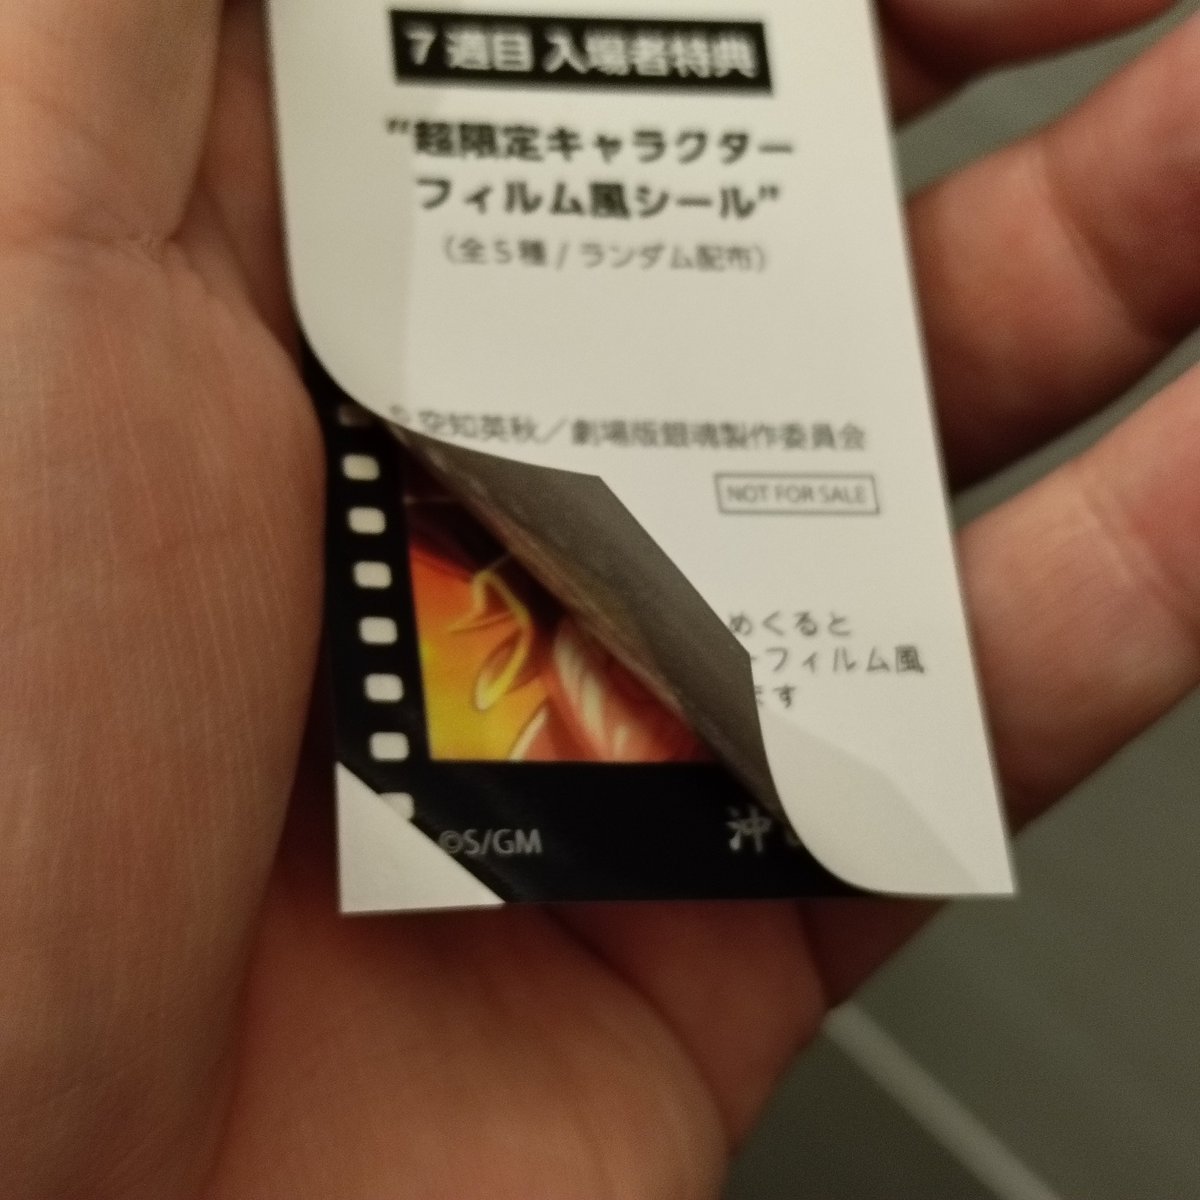 7週目 入場者特典
"超限定キャラクター
フィルム風シール"
（全5種 / ランダム配布）
© 空知英秋／劇場版銀魂製作委員会
NOT FOR SALE
めくると
フィルム風
ます
©S/GM
沖